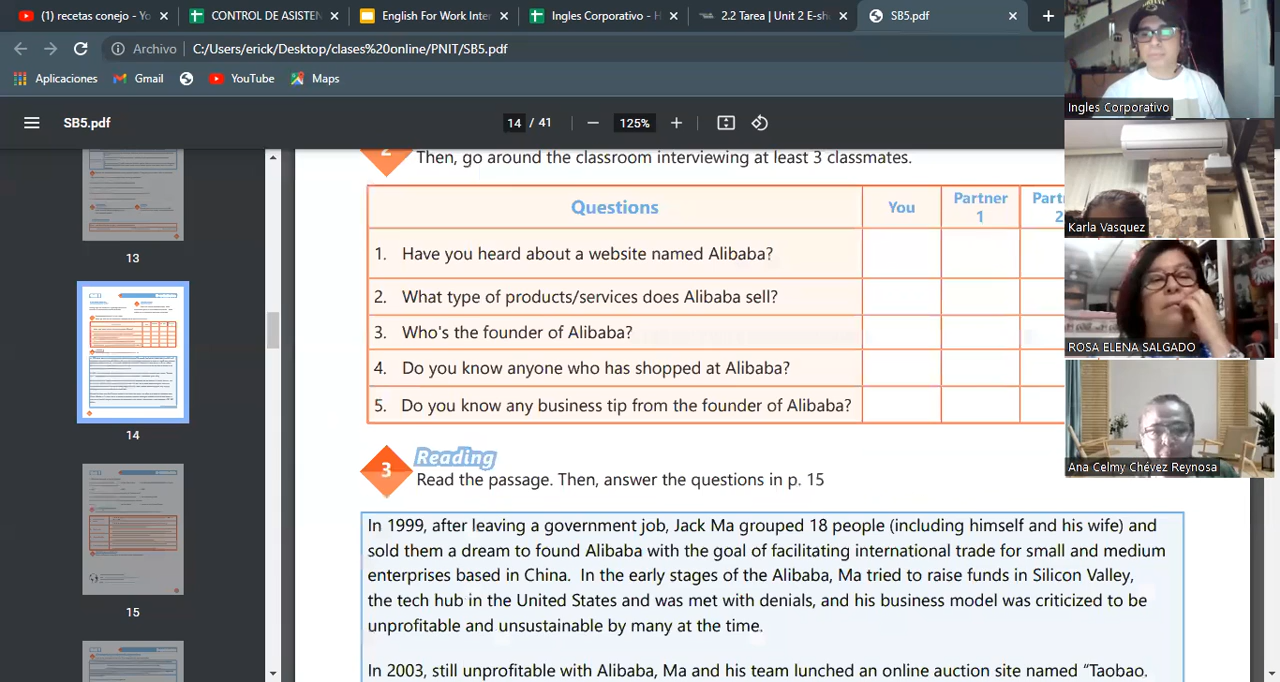 (1) recetas conejo - Yo
CONTROL DE ASISTEN
English For Work Inter
Ingles Corporativo - H
2.2 Tarea | Unit 2 E-sh
SB5.pdf
Archivo
C:/Users/erick/Desktop/clases%20online/PNIT/SB5.pdf
Aplicaciones
Gmail
YouTube
Maps
SB5.pdf
14 / 41
125%
13
14
15
2
Then, go around the classroom interviewing at least 3 classmates.
Questions
You
Partner
1
Part
2
1. Have you heard about a website named Alibaba?
2. What type of products/services does Alibaba sell?
3. Who's the founder of Alibaba?
4. Do you know anyone who has shopped at Alibaba?
5. Do you know any business tip from the founder of Alibaba?
3
Reading
Read the passage. Then, answer the questions in p. 15
In 1999, after leaving a government job, Jack Ma grouped 18 people (including himself and his wife) and
sold them a dream to found Alibaba with the goal of facilitating international trade for small and medium
enterprises based in China. In the early stages of the Alibaba, Ma tried to raise funds in Silicon Valley,
the tech hub in the United States and was met with denials, and his business model was criticized to be
unprofitable and unsustainable by many at the time.
In 2003, still unprofitable with Alibaba, Ma and his team lunched an online auction site named “Taobao.
Ingles Corporativo
Karla Vasquez
ROSA ELENA SALGADO
Ana Celmy Chévez Reynosa